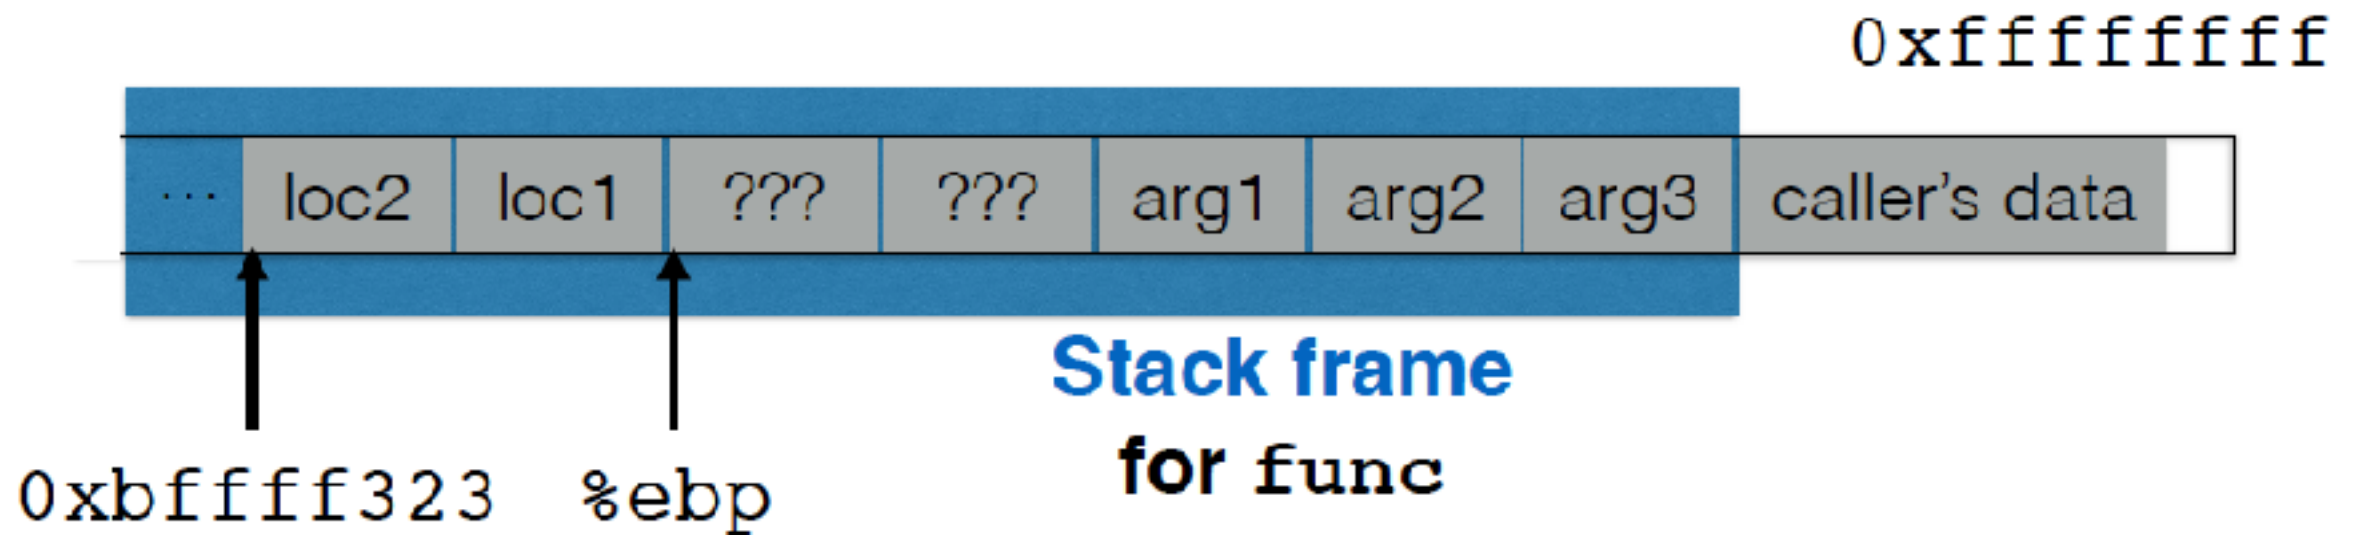 0xffffffff
... loc2 loc1 ??? ??? arg1 arg2 arg3 caller's data
Stack frame
for func
0xbffff323 %ebp